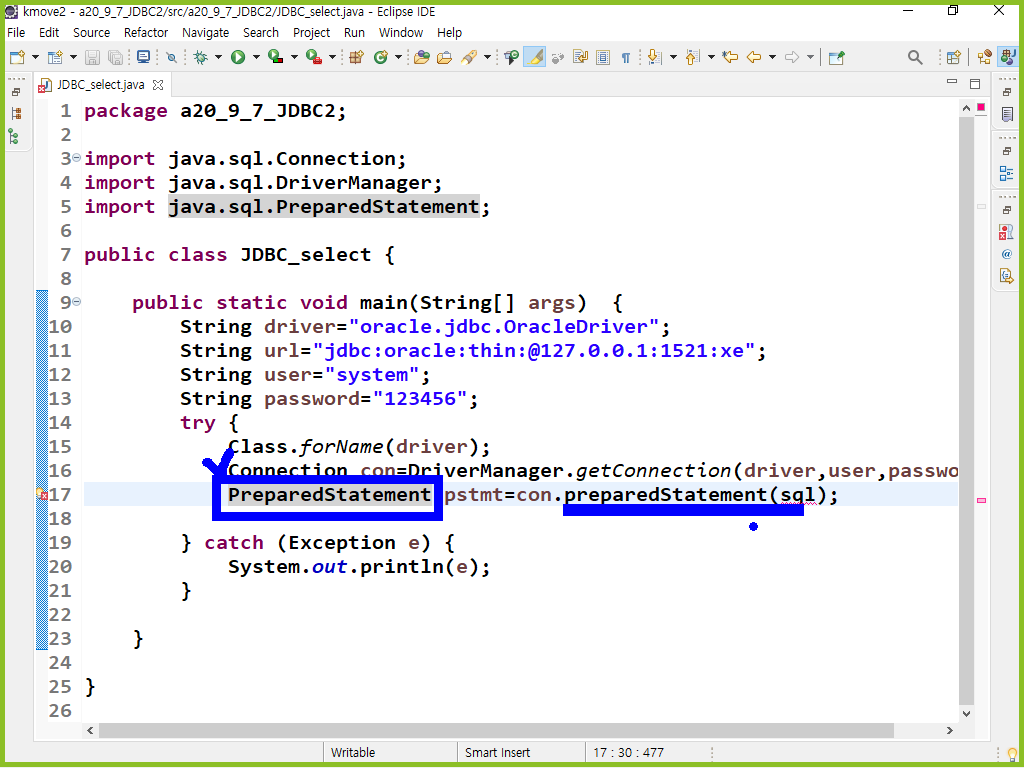 kmove2 - a20_9_7_JDBC2/src/a20_9_7_JDBC2/JDBC_select.java - Eclipse IDE
File Edit Source Refactor Navigate Search Project Run Window Help
JDBC_select.java
1 package a20_9_7_JDBC2;
2
3 import java.sql.Connection;
4 import java.sql.DriverManager;
5 import java.sql.PreparedStatement;
6
7 public class JDBC_select {
8
9 public static void main(String[] args) {
10 String driver="oracle.jdbc.OracleDriver";
11 String url="jdbc:oracle:thin:@127.0.0.1:1521:xe";
12 String user="system";
13 String password="123456";
14 try {
15 Class.forName(driver);
16 Connection con=DriverManager.getConnection(driver,user,passwo
17 PreparedStatement pstmt=con.preparedStatement(sql);
18
19 } catch (Exception e) {
20 System.out.println(e);
21 }
22
23 }
24
25 }
26
Writable Smart Insert 17 : 30 : 477